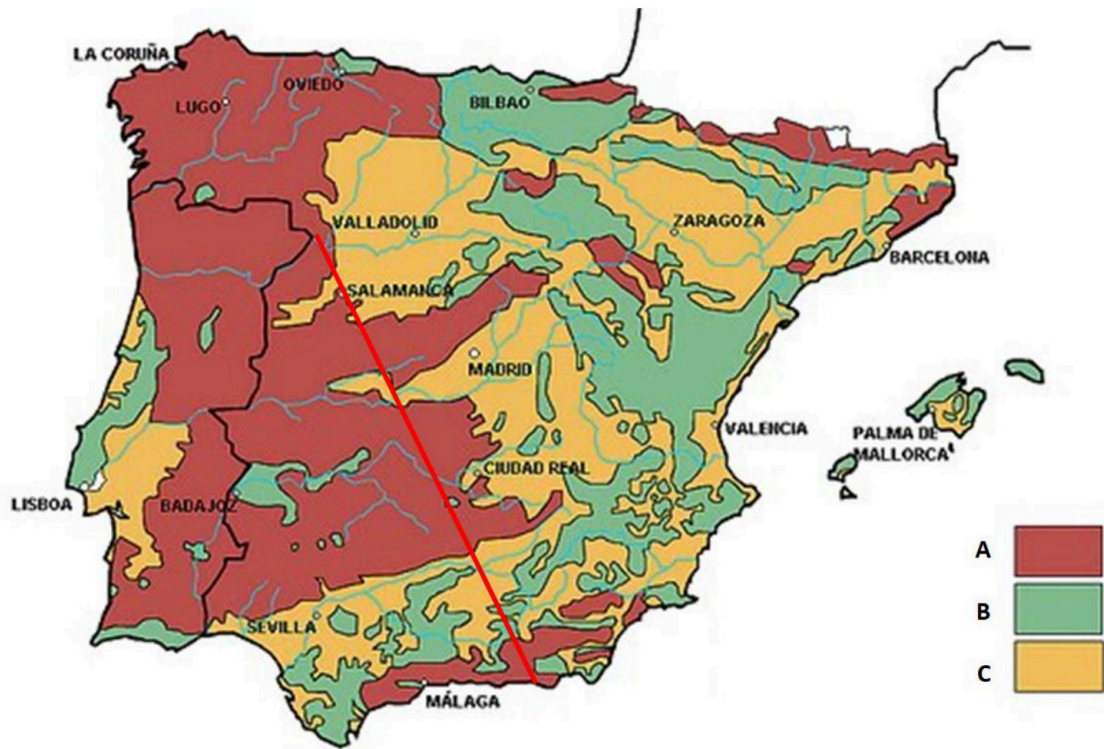 LA CORUÑA
OVIEDO
LUGO
BILBAO
VALLADOLID
ZARAGOZA
BARCELONA
SALAMANCA
MADRID
VALENCIA
PALMA DE
MALLORCA
CIUDAD REAL
LISBOA
BADAJOZ
SEVILLA
MÁLAGA
A
B
C